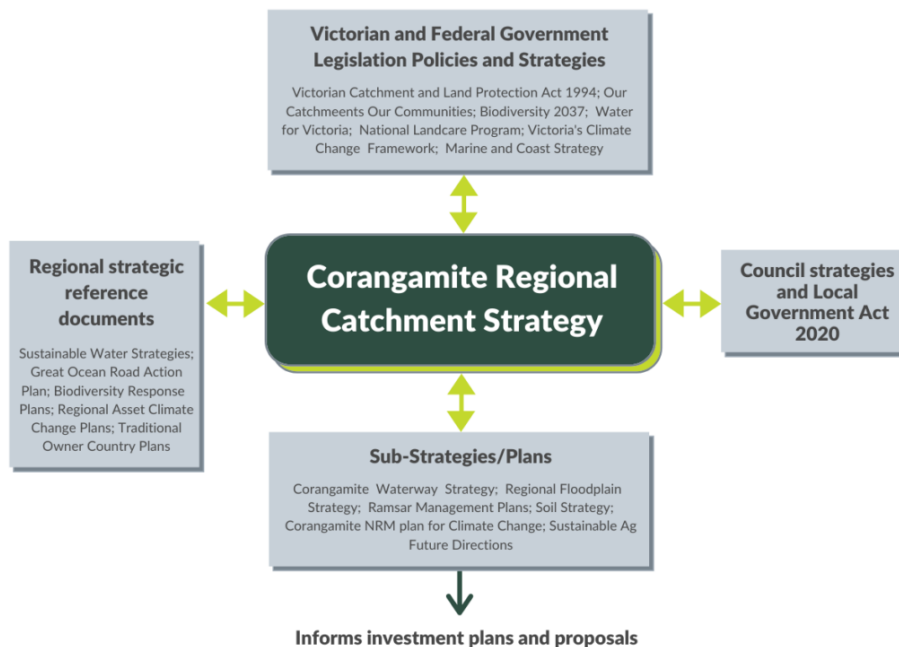 Victorian and Federal Government
Legislation Policies and Strategies
Victorian Catchment and Land Protection Act 1994; Our
Catchmeents Our Communities; Biodiversity 2037; Water
for Victoria; National Landcare Program; Victoria's Climate
Change Framework; Marine and Coast Strategy
Regional strategic
reference
documents
Sustainable Water Strategies;
Great Ocean Road Action
Plan; Biodiversity Response
Plans; Regional Asset Climate
Change Plans; Traditional
Owner Country Plans
Corangamite Regional
Catchment Strategy
Council strategies
and Local
Government Act
2020
Sub-Strategies/Plans
Corangamite Waterway Strategy; Regional Floodplain
Strategy; Ramsar Management Plans; Soil Strategy;
Corangamite NRM plan for Climate Change; Sustainable Ag
Future Directions
Informs investment plans and proposals